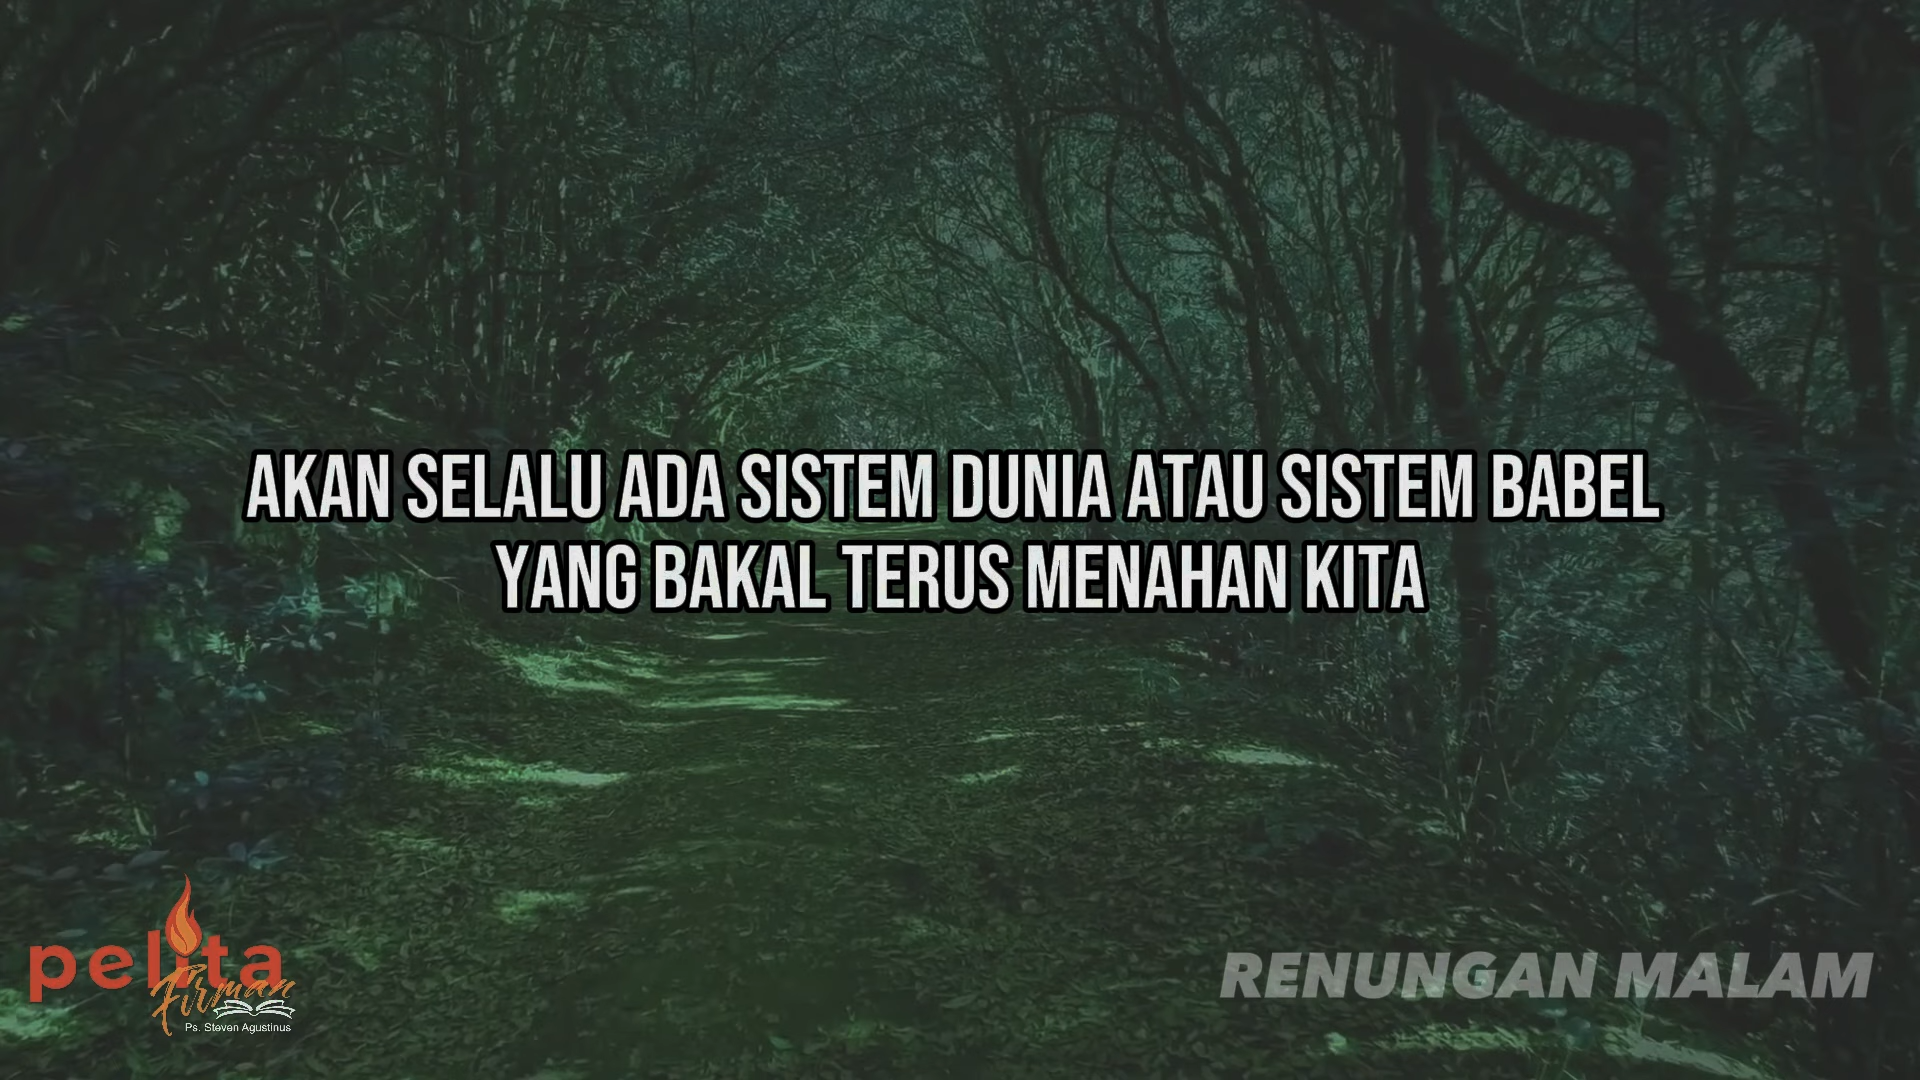 AKAN SELALU ADA SISTEM DUNIA ATAU SISTEM BABEL
YANG BAKAL TERUS MENAHAN KITA
pelita
Firman
Ps. Steven Agustinus
RENUNGAN MALAM